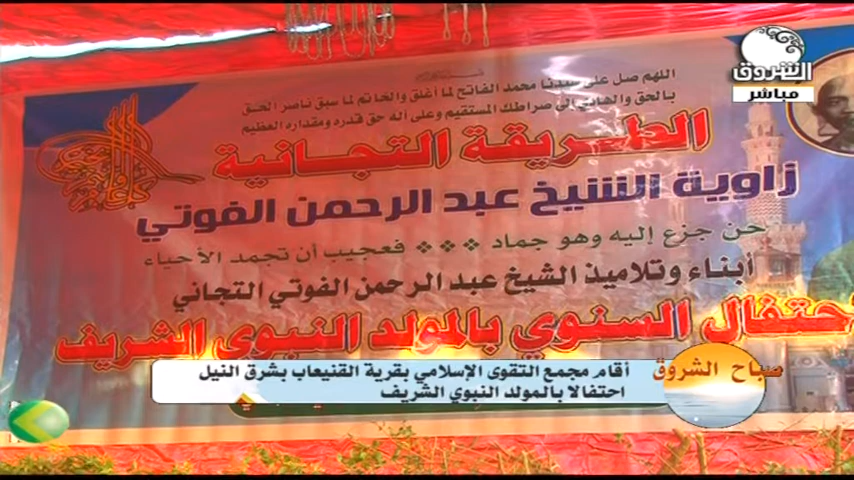 الشروق
مباشر
اللهم صل على سيدنا محمد الفاتح لما أغلق والخاتم لما سبق ناصر الحق
بالحق والهادي إلى صراطك المستقيم وعلى آله حق قدره ومقداره العظيم
الطريقة التجانية
زاوية الشيخ عبد الرحمن الفوتي
حن جزع إليه وهو جماد *** فعجيب أن تجمد الأحياء
أبناء وتلاميذ الشيخ عبد الرحمن الفوتي التجاني
حتفال السنوي بالمولد النبوي الشريف
صباح الشروق
أقام مجمع التقوى الإسلامي بقرية القنيعاب بشرق النيل
احتفالا بالمولد النبوي الشريف